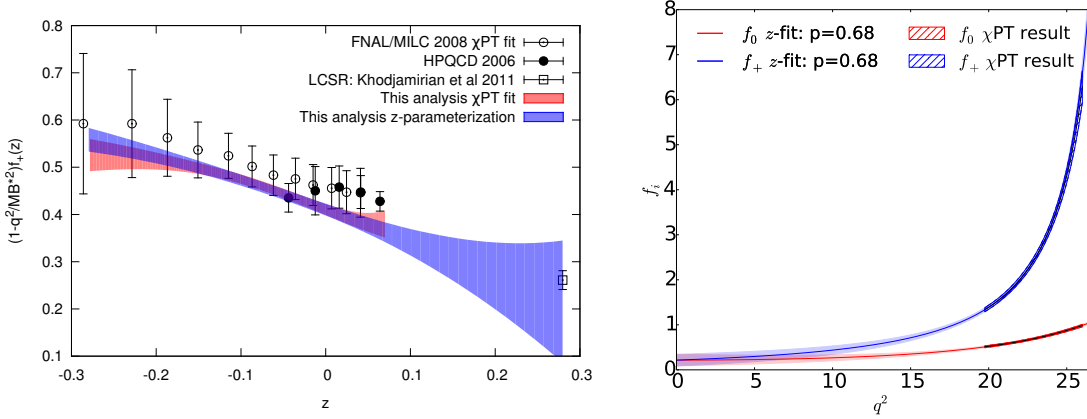 0.8
0.7
0.6
0.5
0.4
0.3
0.2
0.1
(1-q²/MB*²)f₊(z)
FNAL/MILC 2008 χPT fit
HPQCD 2006
LCSR: Khodjamirian et al 2011
This analysis χPT fit
This analysis z-parameterization
-0.3 -0.2 -0.1 0 0.1 0.2 0.3
z
8
7
6
5
4
3
2
1
0
fᵢ
f₀ z-fit: p=0.68
f₊ z-fit: p=0.68
f₀ χPT result
f₊ χPT result
0 5 10 15 20 25
q²